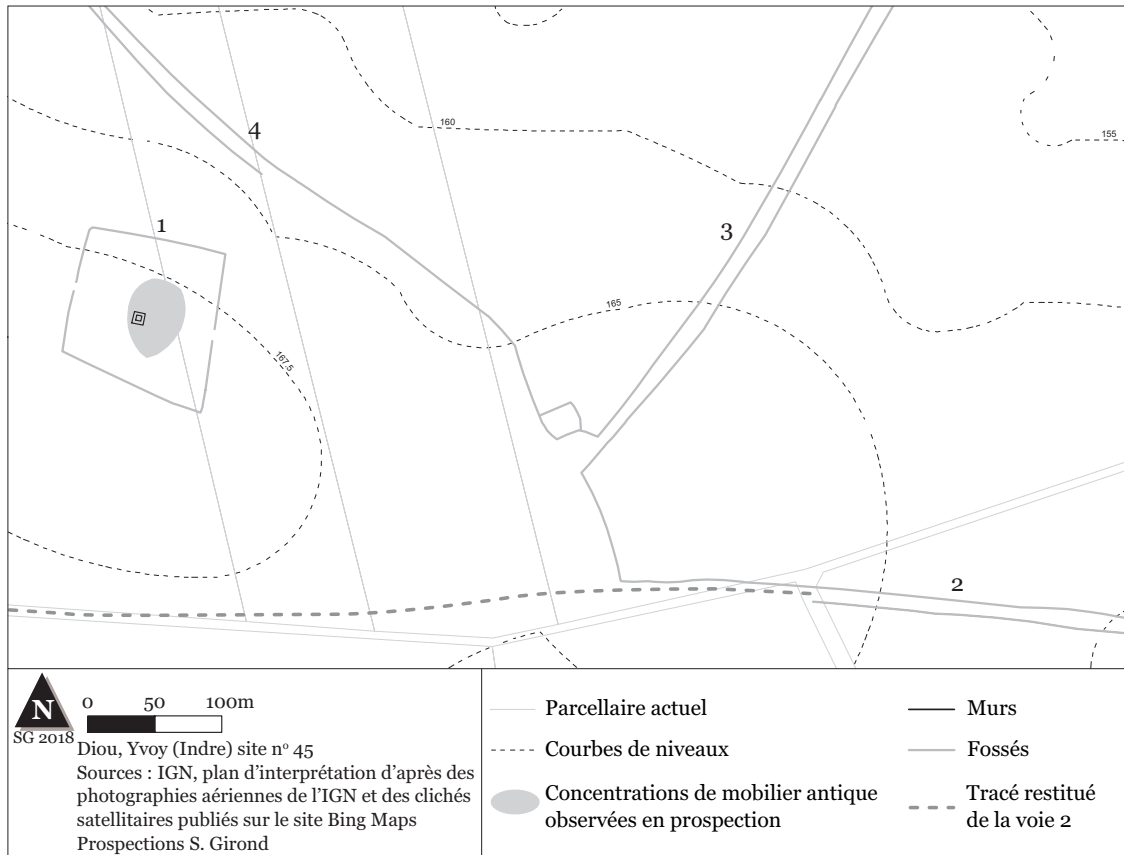 160
155
4
1
3
165
167.5
2
N
SG 2018
0 50 100m
Diou, Yvoy (Indre) site nº 45
Sources : IGN, plan d’interprétation d’après des
photographies aériennes de l’IGN et des clichés
satellitaires publiés sur le site Bing Maps
Prospections S. Girond
Parcellaire actuel
Courbes de niveaux
Concentrations de mobilier antique
observées en prospection
Murs
Fossés
Tracé restitué
de la voie 2